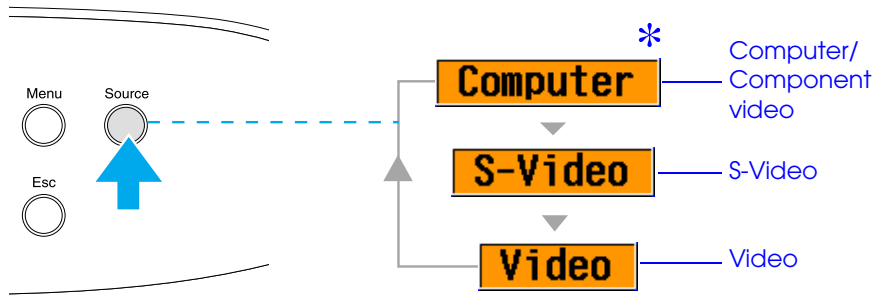 Menu
Source
Esc
*
Computer
Computer/
Component
video
S-Video
S-Video
Video
Video